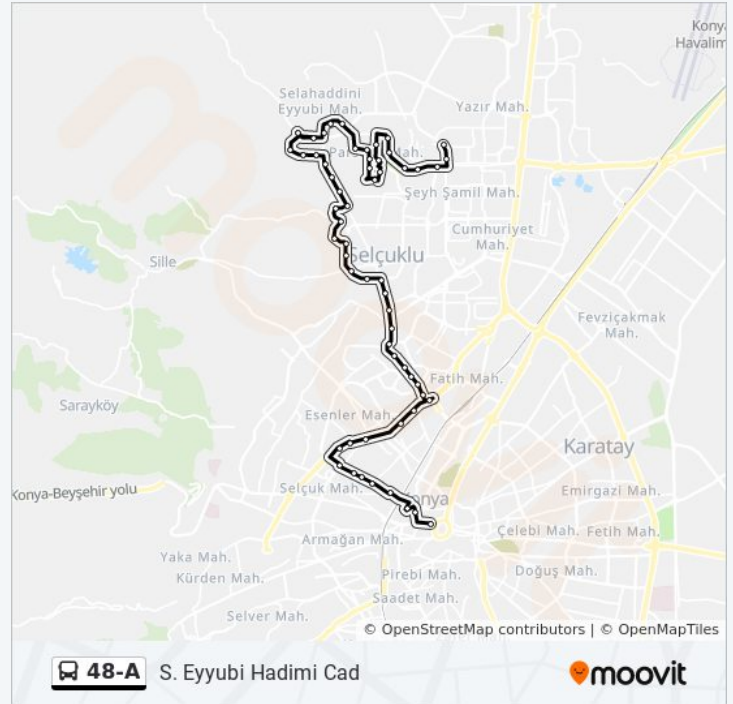 Konya
Havalim
Selahaddini
Eyyubi Mah.
Yazır Mah.
Mah.
Şeyh Şamil Mah.
Cumhuriyet
Mah.
Selçuklu
Sille
Fevziçakmak
Mah.
Fatih Mah.
Sarayköy
Esenler Mah.
Karatay
Konya-Beyşehir yolu
Selçuk Mah.
Emirgazi Mah.
Konya
Çelebi Mah.
Fetih Mah.
Armağan Mah.
Yaka Mah.
Kürden Mah.
Pirebi Mah.
Doğuş Mah.
Saadet Mah.
Selver Mah.
© OpenStreetMap contributors | © OpenMapTiles
48-A S. Eyyubi Hadimi Cad
moovit